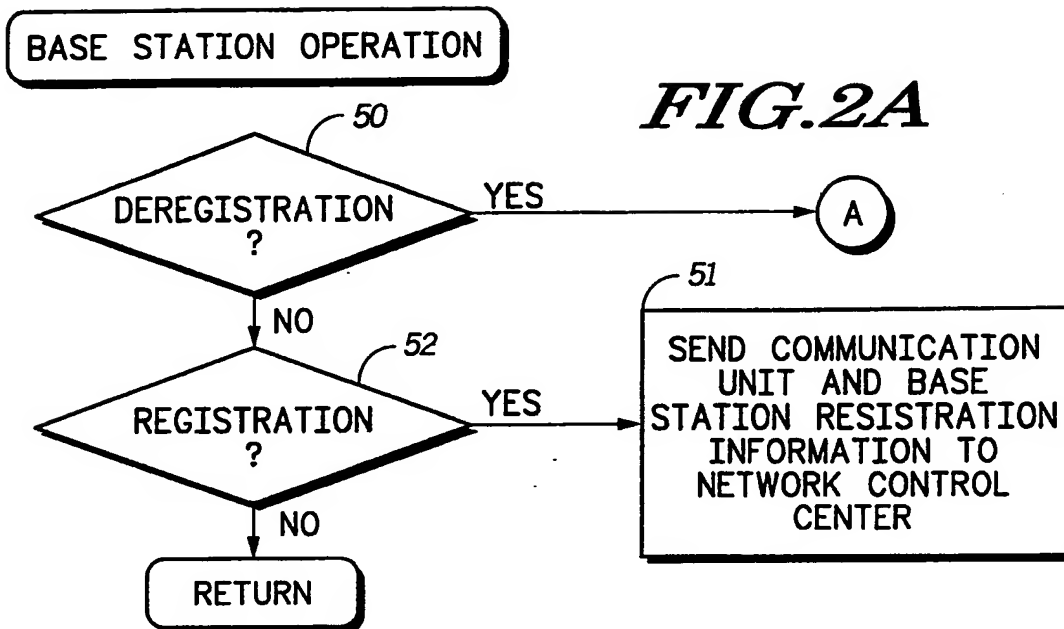 BASE STATION OPERATION
FIG.2A
50
DEREGISTRATION
?
YES
A
NO
52
REGISTRATION
?
YES
51
SEND COMMUNICATION
UNIT AND BASE
STATION RESISTRATION
INFORMATION TO
NETWORK CONTROL
CENTER
NO
RETURN